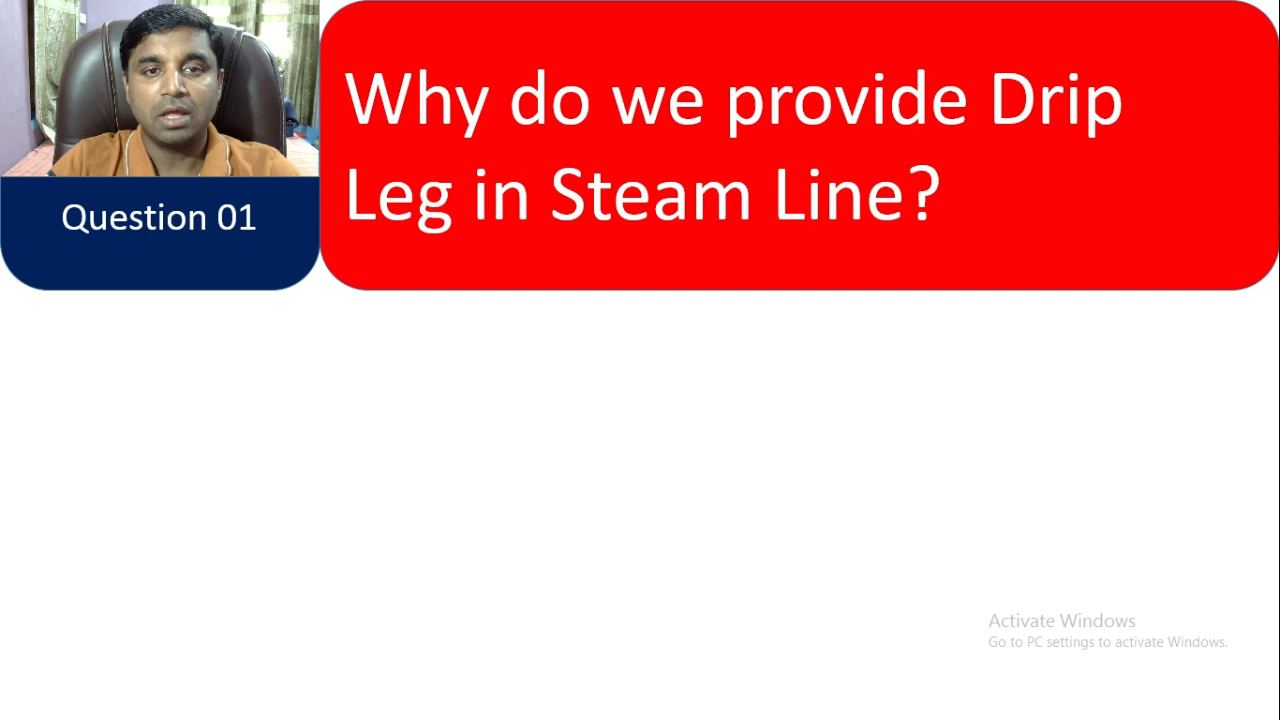 Question 01
Why do we provide Drip
Leg in Steam Line?
Activate Windows
Go to PC settings to activate Windows.